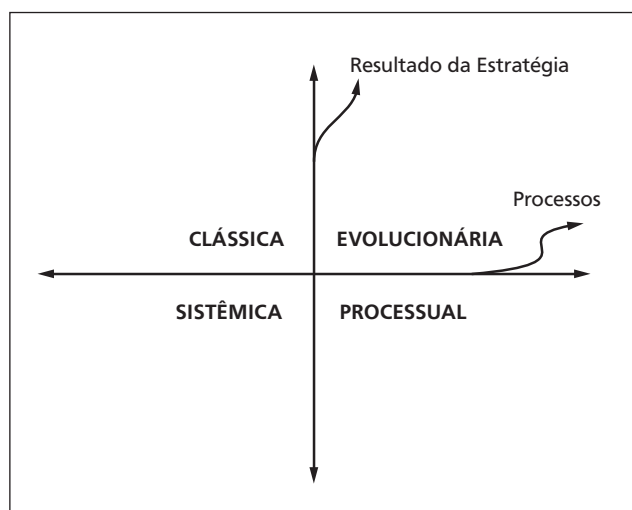 Resultado da Estratégia
Processos
CLÁSSICA EVOLUCIONÁRIA
SISTÊMICA PROCESSUAL